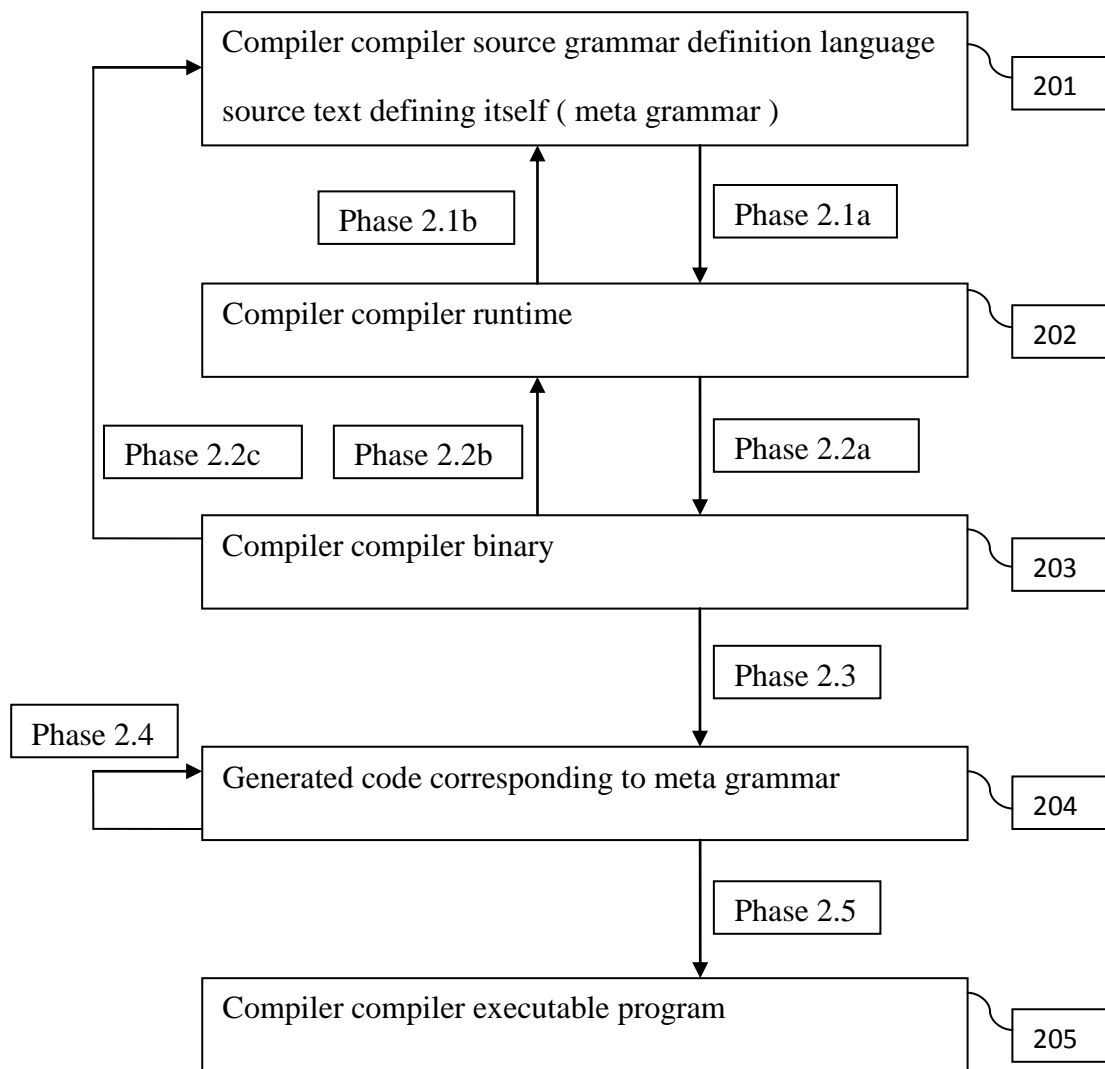 Compiler compiler source grammar definition language
source text defining itself ( meta grammar )
201
Phase 2.1b
Phase 2.1a
Compiler compiler runtime
202
Phase 2.2c
Phase 2.2b
Phase 2.2a
Compiler compiler binary
203
Phase 2.3
Phase 2.4
Generated code corresponding to meta grammar
204
Phase 2.5
Compiler compiler executable program
205